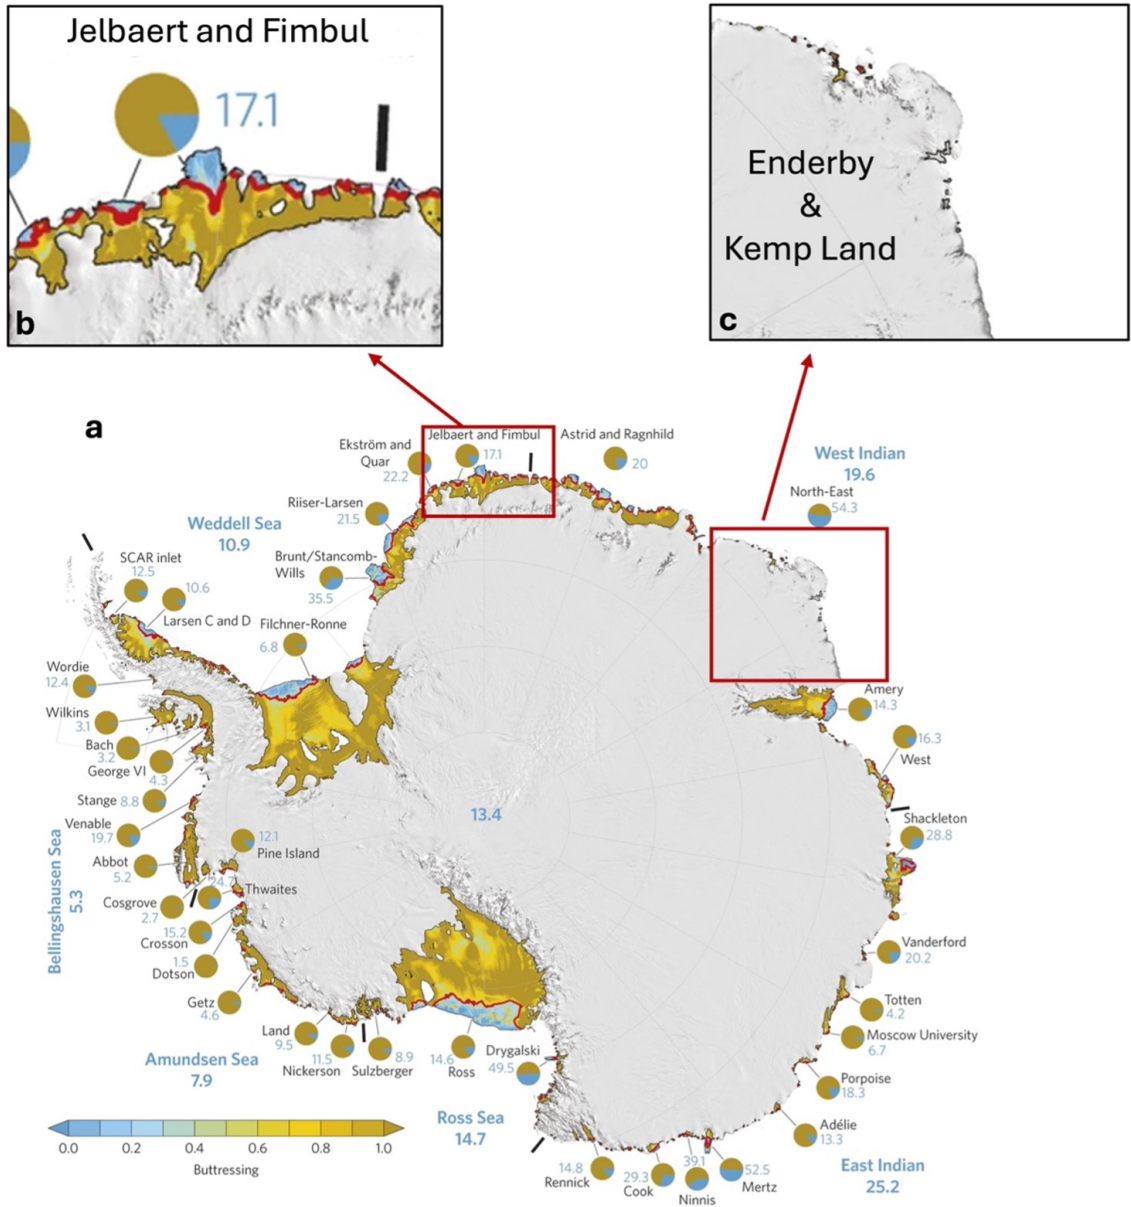 Jelbaert and Fimbul
17.1
b
Enderby
&
Kemp Land
c
a
Ekström and
Quar
22.2
Jelbaert and Fimbul
17.1
Astrid and Ragnhild
20
West Indian
19.6
North-East
54.3
Riiser-Larsen
21.5
Weddell Sea
10.9
Brunt/Stancomb-
Wills
35.5
SCAR inlet
12.5
10.6
Larsen C and D
Filchner-Ronne
6.8
Wordie
12.4
Wilkins
3.1
Bach
3.2
George VI
4.3
Stange 8.8
Venable
19.7
Abbot
5.2
Bellingshausen Sea
5.3
12.1
Pine Island
24.7
Thwaites
Cosgrove
2.7
15.2
Crosson
1.5
Dotson
Getz
4.6
Land
9.5
11.5
Nickerson
8.9
Sulzberger
14.6
Ross
Drygalski
49.5
13.4
Amery
14.3
16.3
West
Shackleton
28.8
Vanderford
20.2
Totten
4.2
Moscow University
6.7
Porpoise
18.3
Adélie
13.3
East Indian
25.2
Amundsen Sea
7.9
Ross Sea
14.7
14.8
Rennick
29.3
Cook
39.1
Ninnis
52.5
Mertz
0.0 0.2 0.4 0.6 0.8 1.0
Buttressing